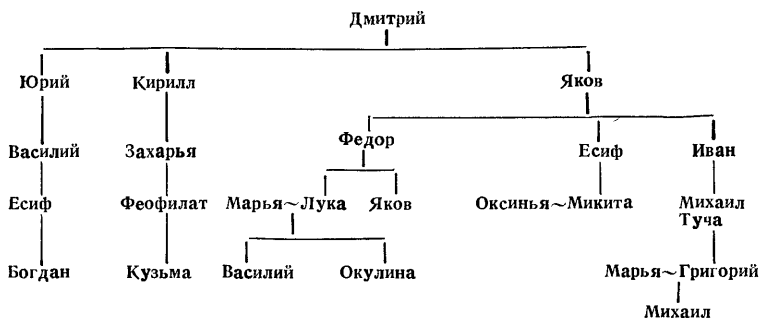 Дмитрий
Юрий Кирилл Яков
Федор Есиф Иван
Василий Захарья
Есиф Феофилат Марья~Лука Яков Оксинья~Микита Михаил
Туча
Богдан Кузьма Василий Окулина Марья~Григорий
Михаил